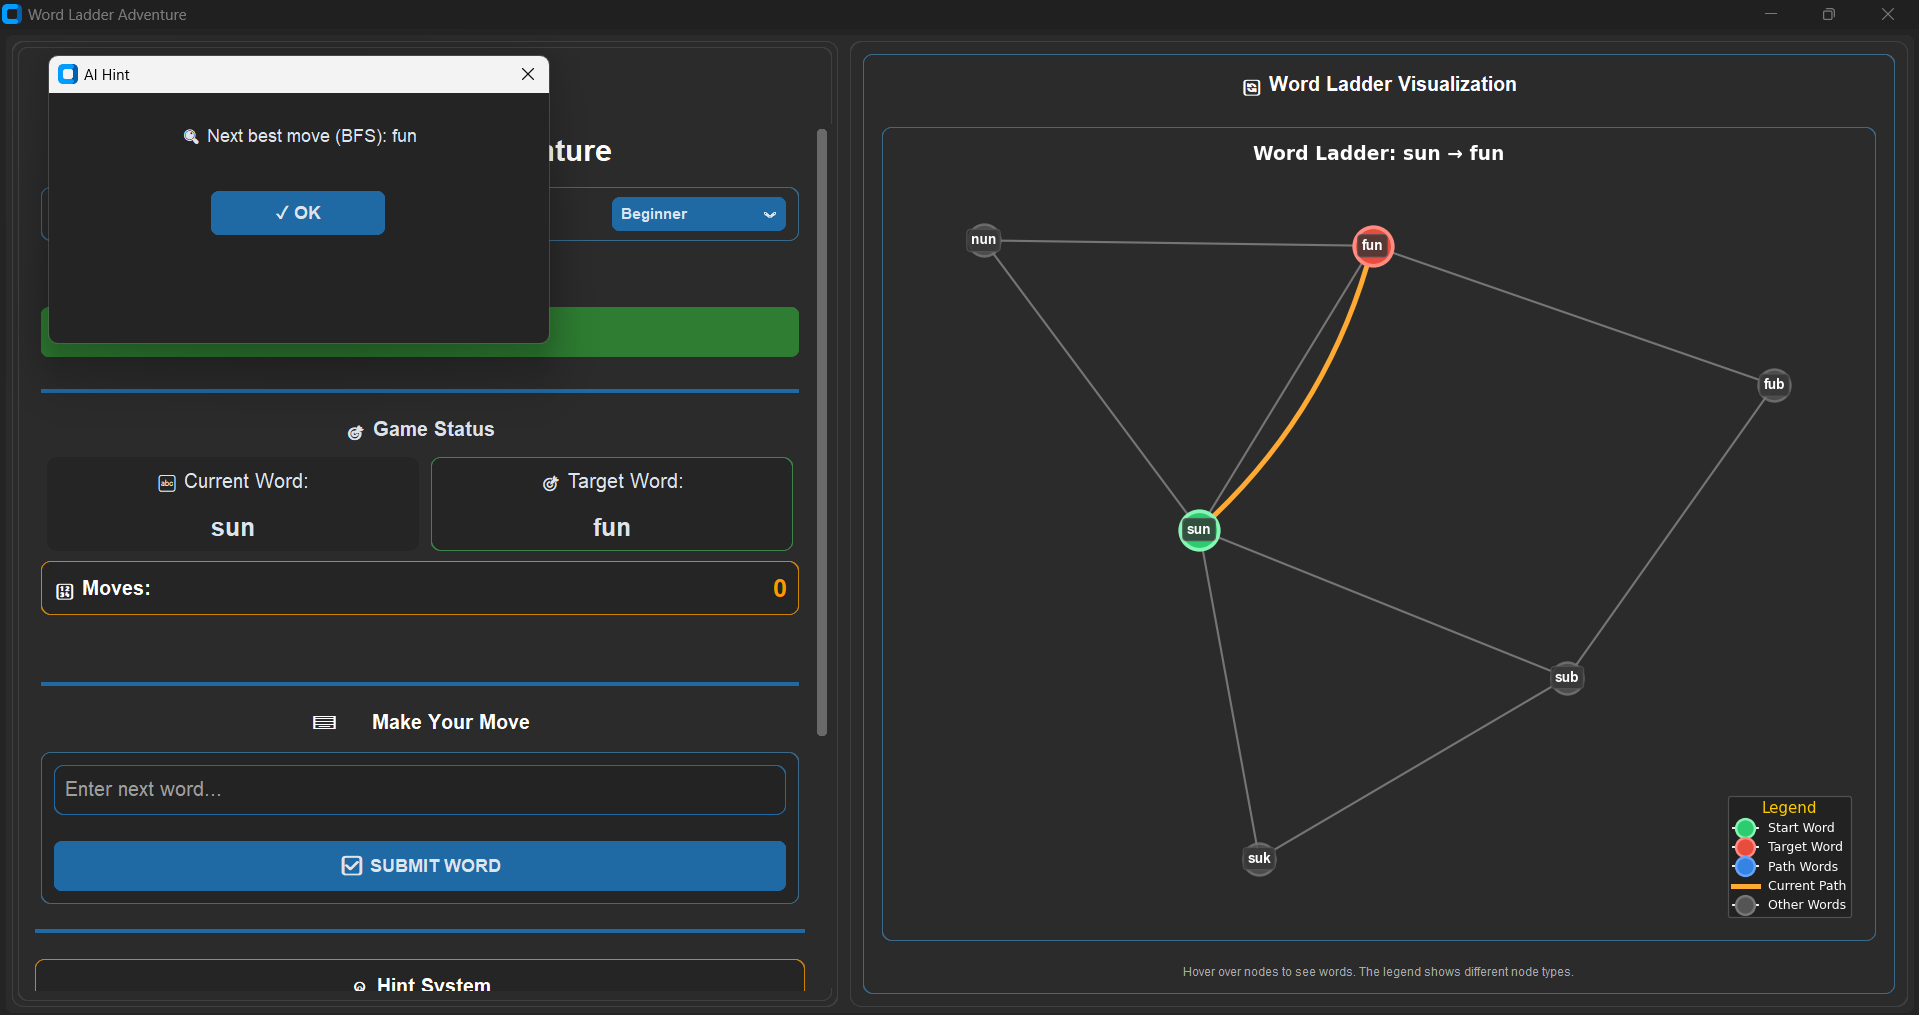 Word Ladder Adventure
AI Hint
Next best move (BFS): fun
✓ OK
nture
Beginner
Game Status
abc Current Word:
Target Word:
sun
fun
Moves:
0
Make Your Move
Enter next word...
SUBMIT WORD
Hint System
Word Ladder Visualization
Word Ladder: sun → fun
nun
fun
fub
sun
sub
suk
Legend
Start Word
Target Word
Path Words
Current Path
Other Words
Hover over nodes to see words. The legend shows different node types.